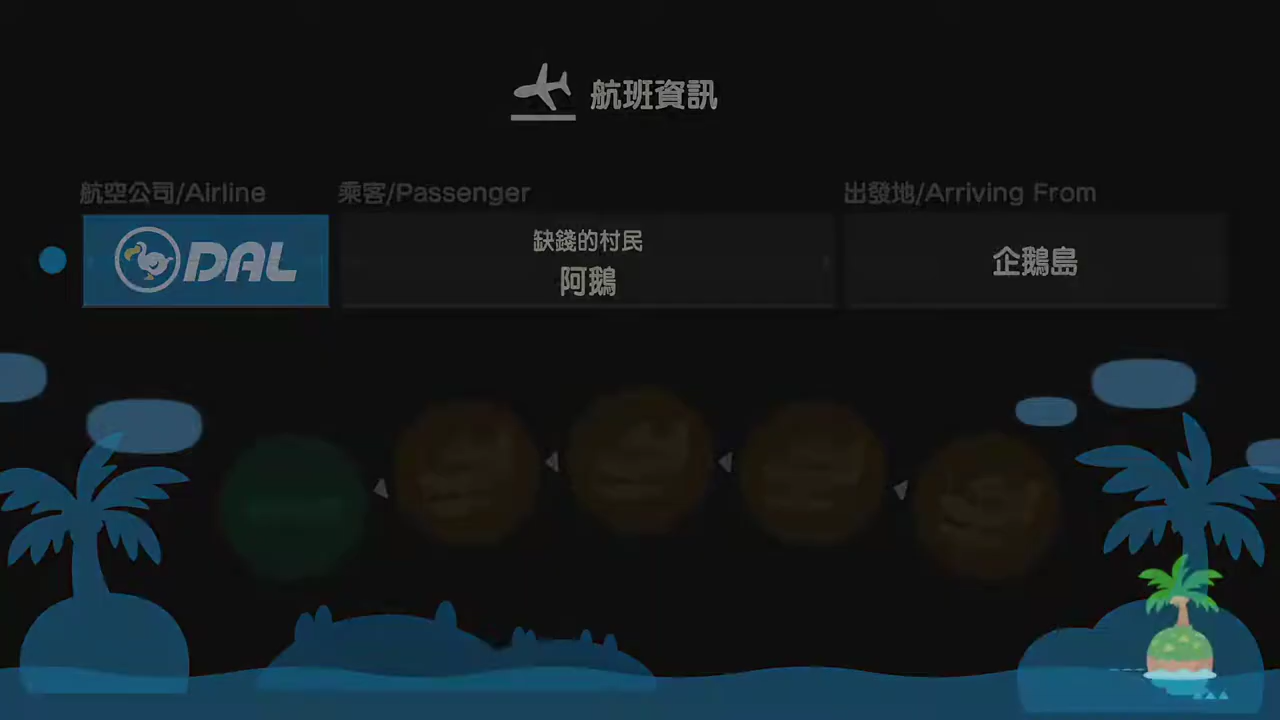 航班資訊
航空公司/Airline
乘客/Passenger
出發地/Arriving From
DAL
缺錢的村民
阿鵝
企鵝島